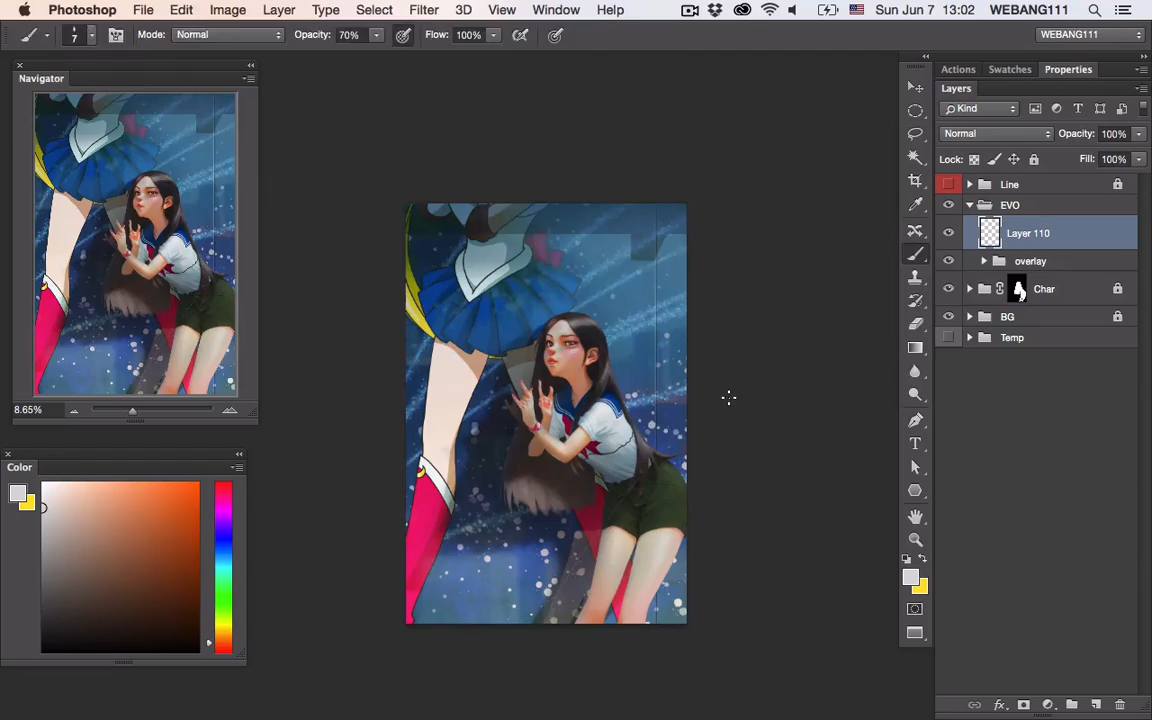 Photoshop File Edit Image Layer Type Select Filter 3D View Window Help Sun Jun 7 13:02 WEBANG111
7 Mode: Normal Opacity: 70% Flow: 100% WEBANG111
Navigator
8.65%
Color
Actions Swatches Properties
Layers
Kind
Normal Opacity: 100%
Lock: Fill: 100%
Line
EVO
Layer 110
overlay
Char
BG
Temp